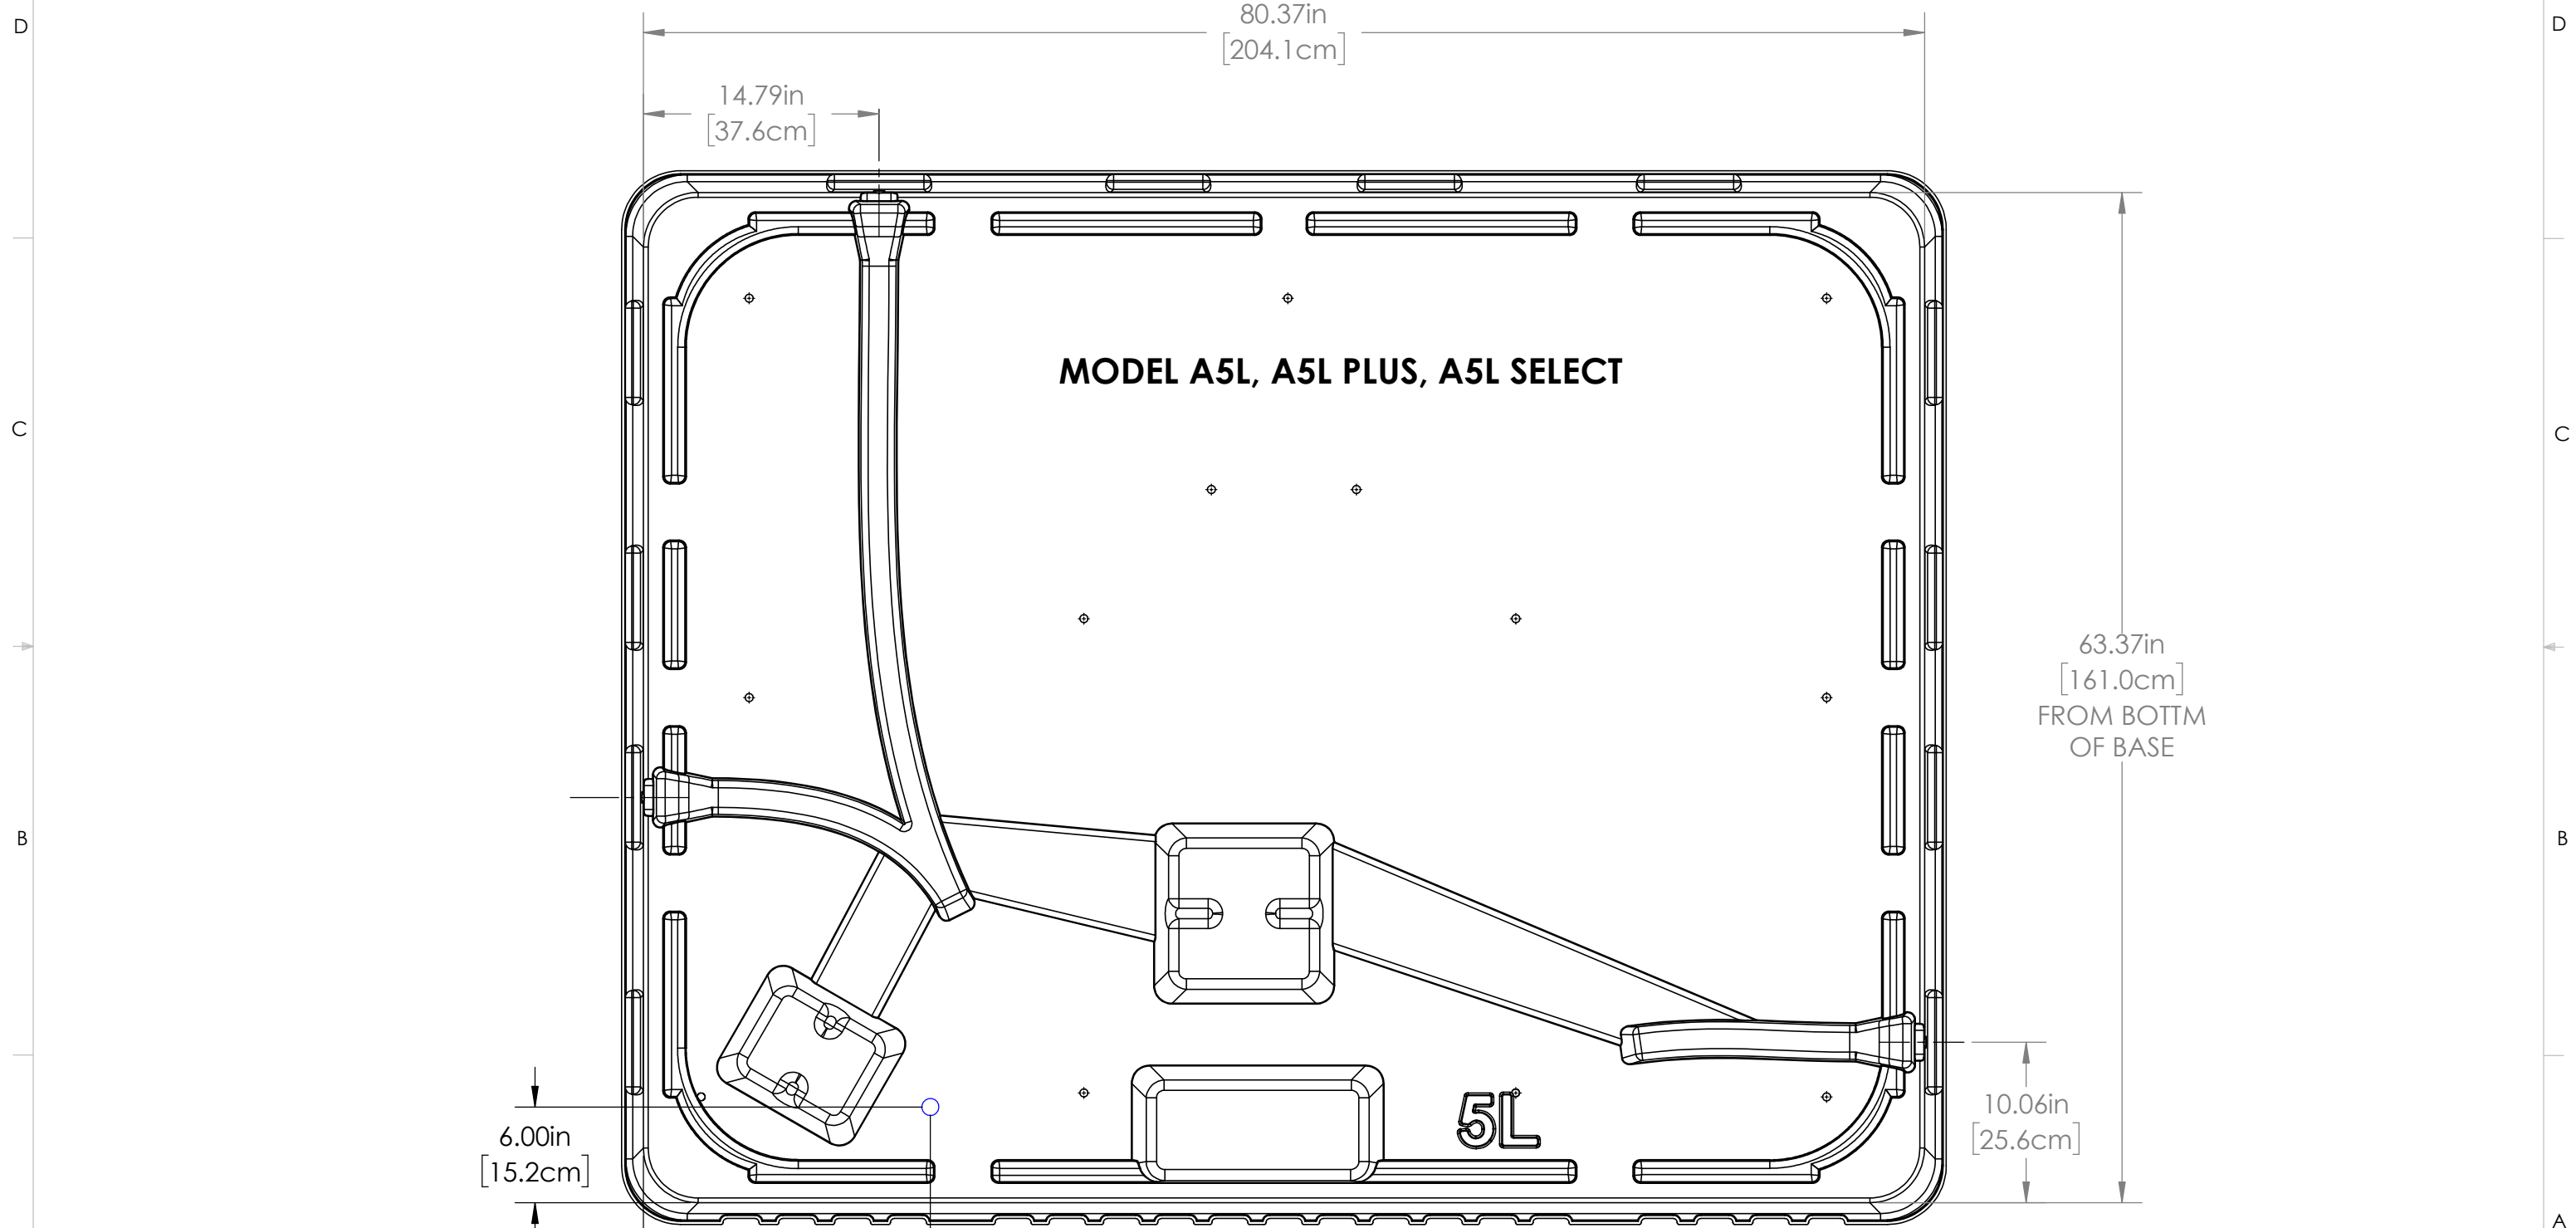 D
D
80.37in
[204.1cm]
14.79in
[37.6cm]
MODEL A5L, A5L PLUS, A5L SELECT
C
C
63.37in
[161.0cm]
FROM BOTTM
OF BASE
B
B
5L
10.06in
[25.6cm]
6.00in
[15.2cm]
A